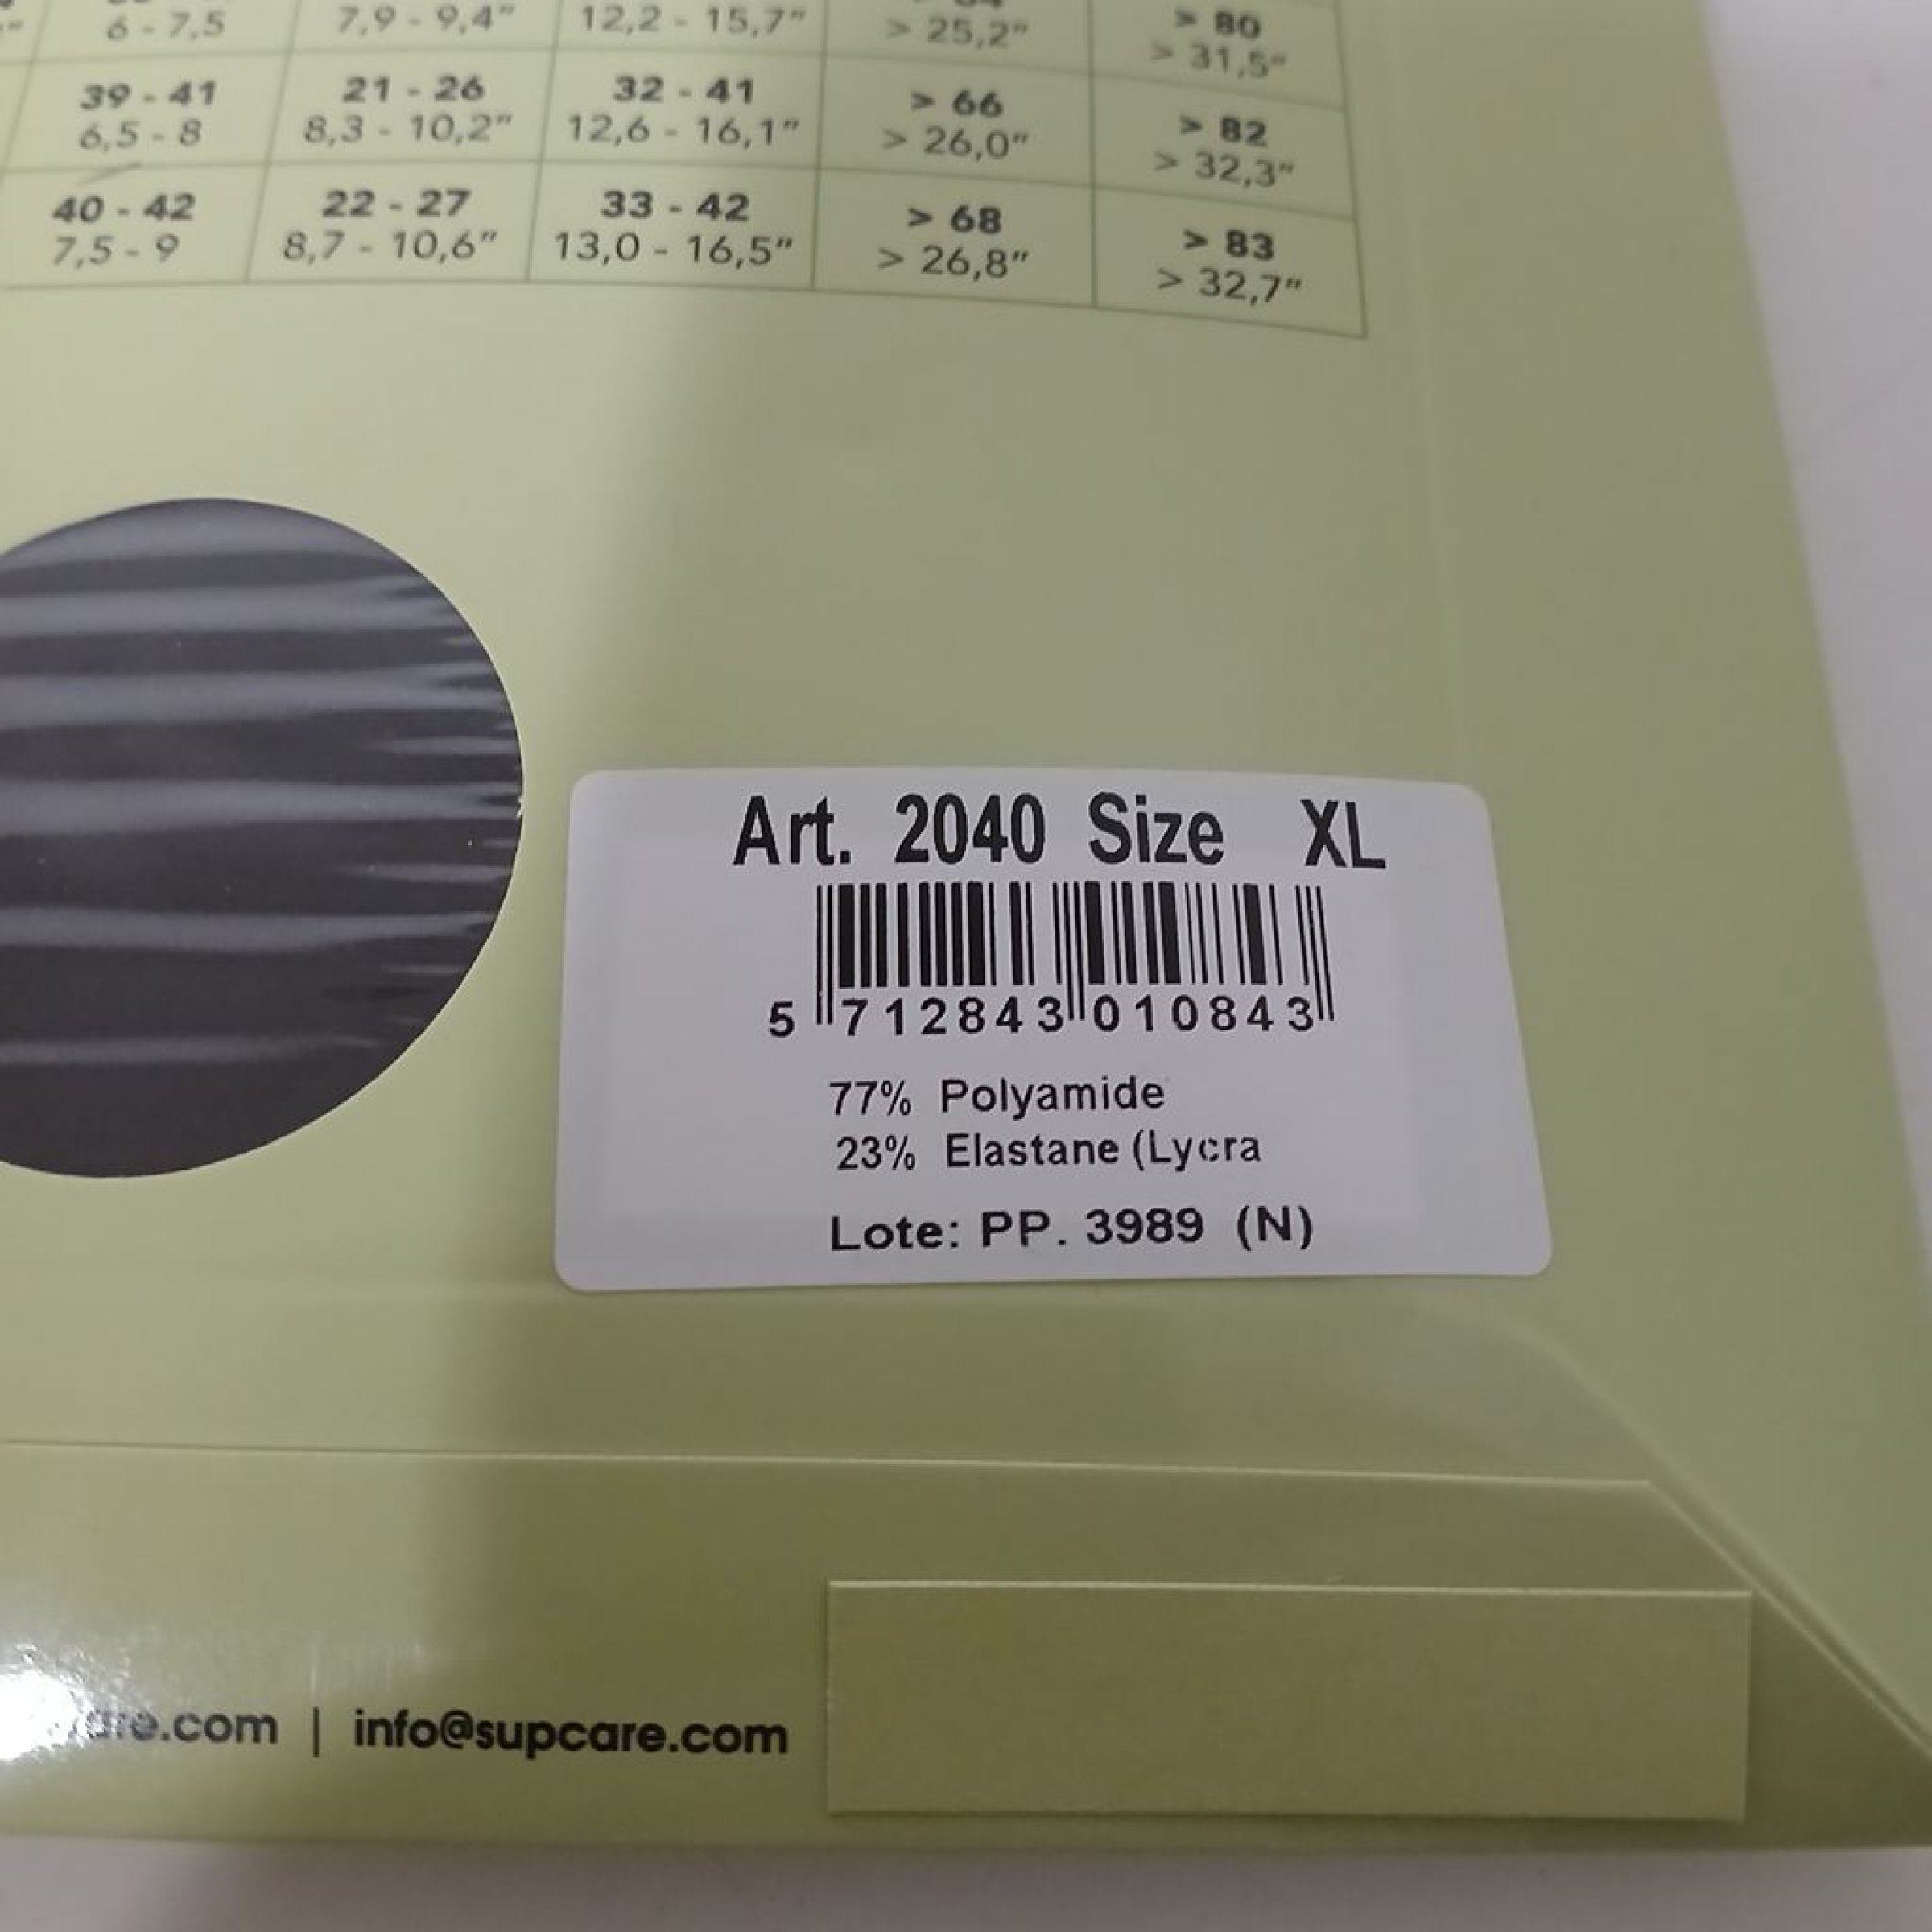 6 - 7,5 7,9 - 9,4" 12,2 - 15,7" > 25,2" > 80
> 31,5"
39 - 41 21 - 26 32 - 41 > 66 > 82
6,5 - 8 8,3 - 10,2" 12,6 - 16,1" > 26,0" > 32,3"
40 - 42 22 - 27 33 - 42 > 68 > 83
7,5 - 9 8,7 - 10,6" 13,0 - 16,5" > 26,8" > 32,7"
Art. 2040 Size XL
5 712843 010843
77% Polyamide
23% Elastane (Lycra
Lote: PP. 3989 (N)
are.com | info@supcare.com